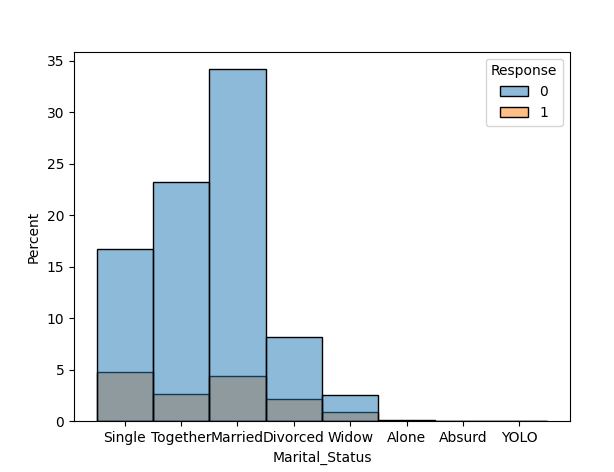 35
30
25
20
15
10
5
0
Percent
Response
0
1
Single Together Married Divorced Widow Alone Absurd YOLO
Marital_Status